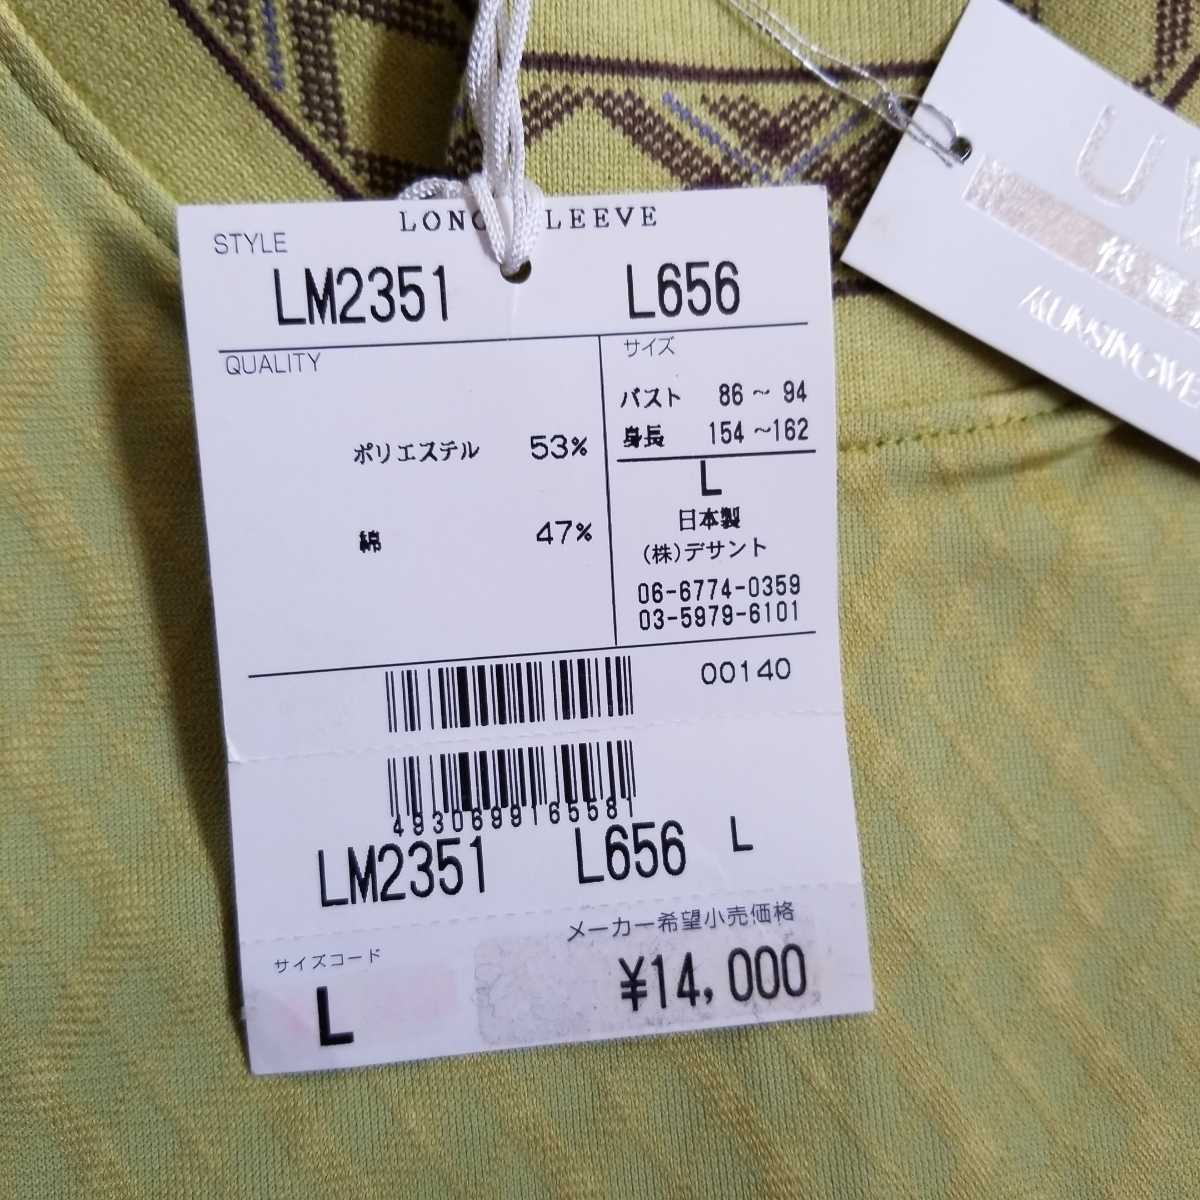 LONG SLEEVE
STYLE
LM2351 L656
QUALITY
ポリエステル 53%
綿 47%
サイズ
バスト 86～94
身長 154～162
L
日本製
(株)デサント
06-6774-0359
03-5979-6101
00140
4930699165581
LM2351 L656 L
メーカー希望小売価格
¥14,000
サイズコード
L
快適
MUNSINGWE